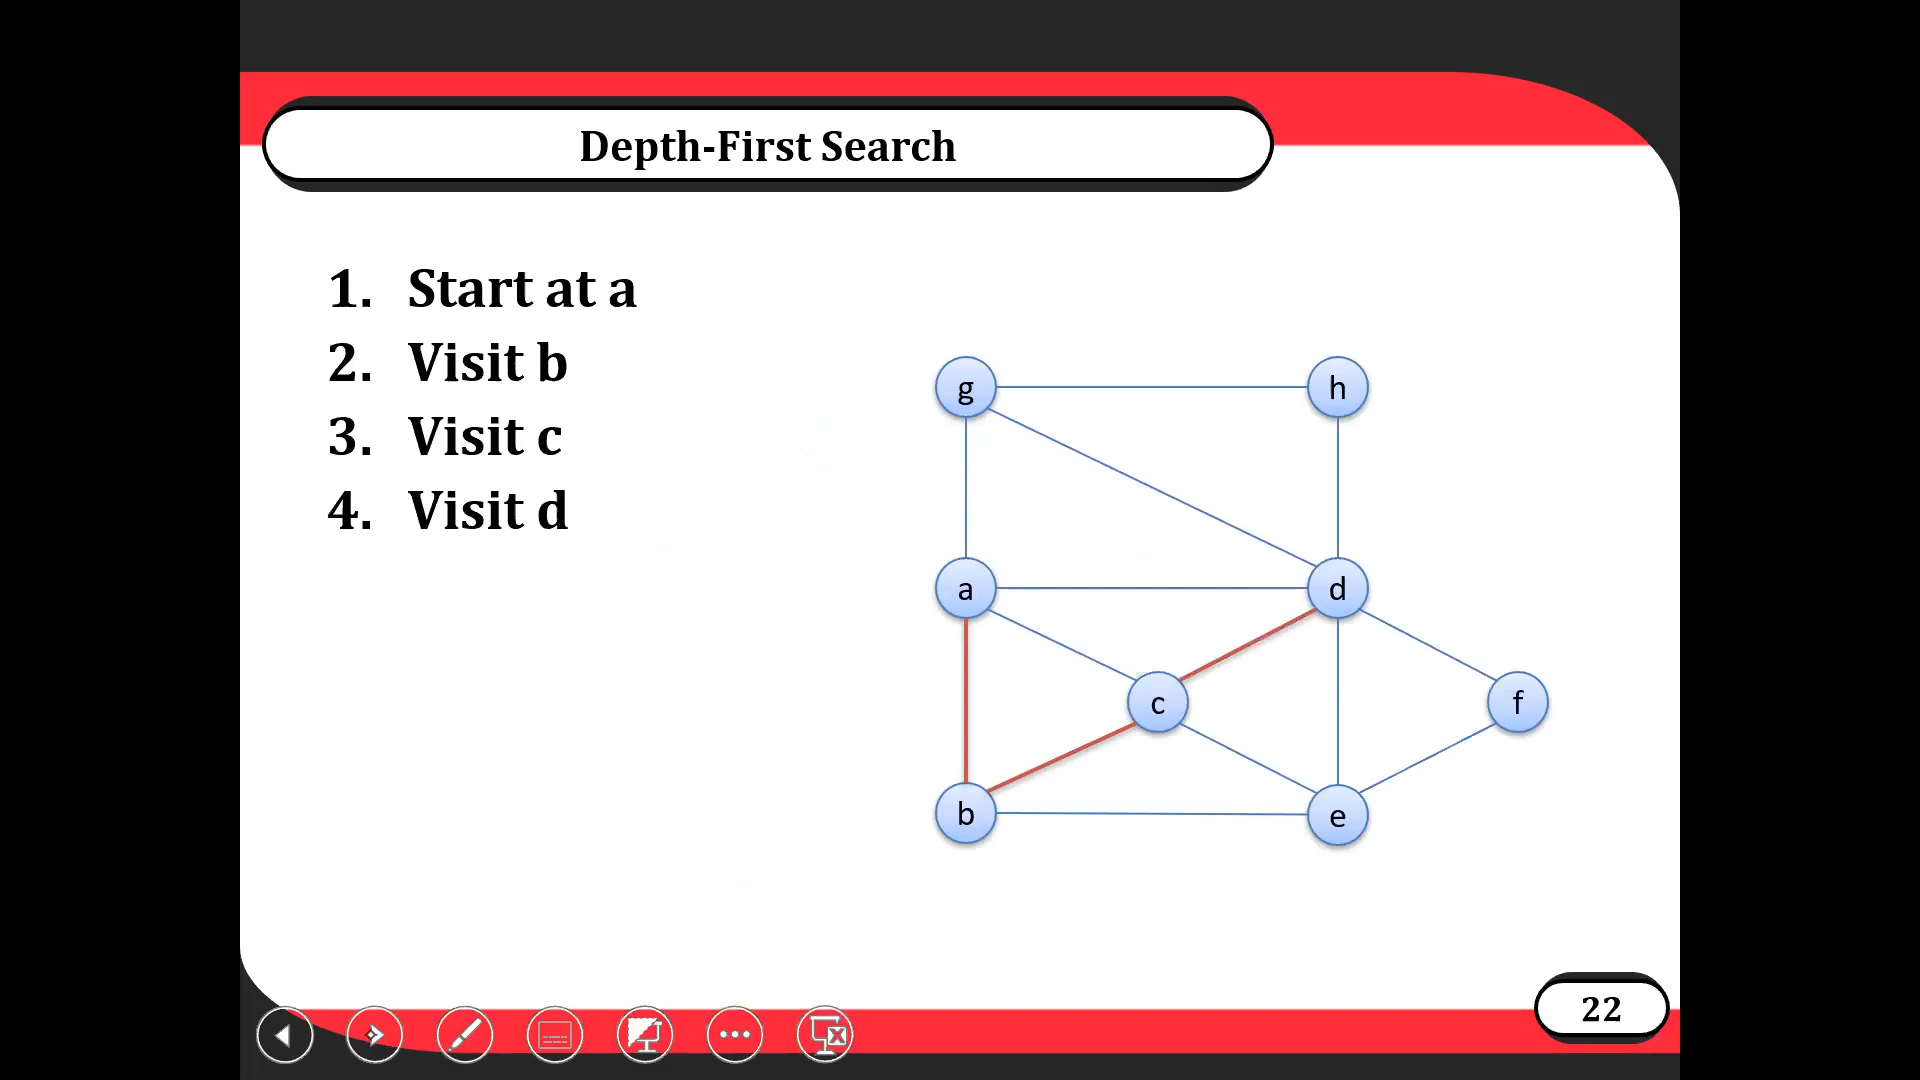 Depth-First Search
1. Start at a
2. Visit b
3. Visit c
4. Visit d
g
h
a
d
c
f
b
e
22